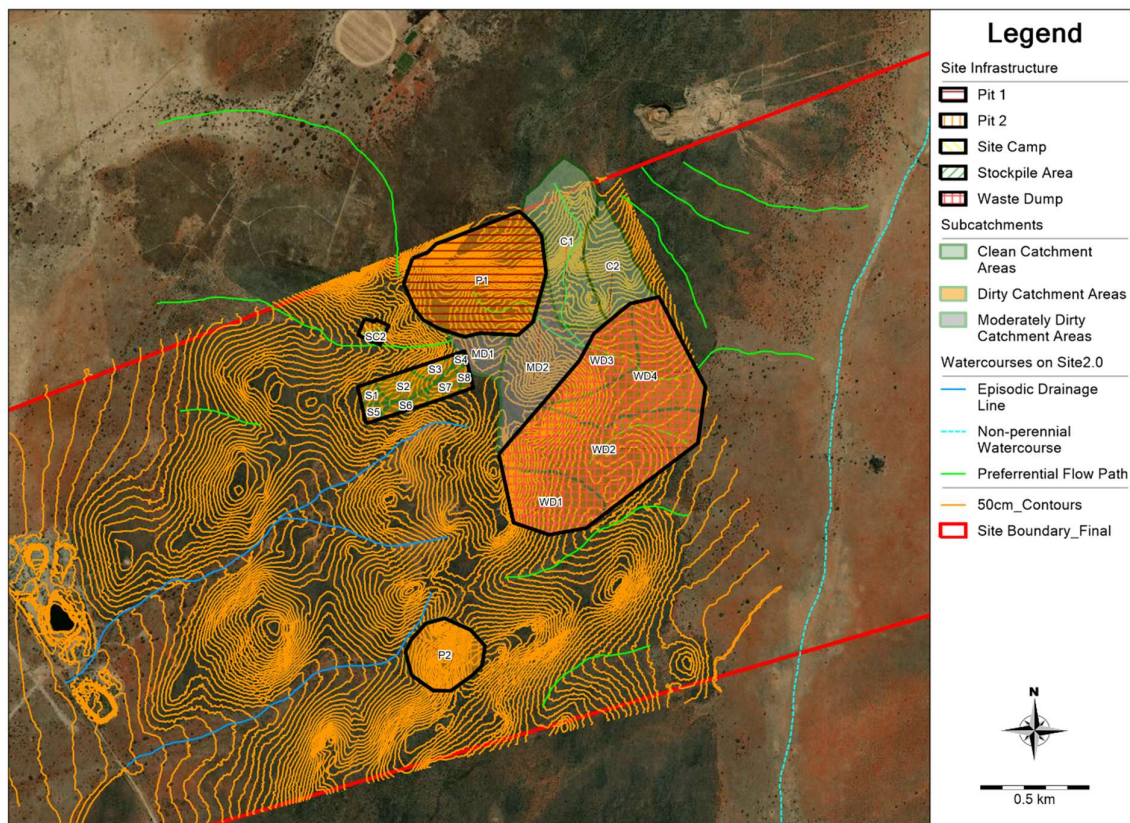 Legend
Site Infrastructure
Pit 1
Pit 2
Site Camp
Stockpile Area
Waste Dump
Subcatchments
Clean Catchment
Areas
Dirty Catchment Areas
Moderately Dirty
Catchment Areas
Watercourses on Site2.0
Episodic Drainage
Line
Non-perennial
Watercourse
Preferrential Flow Path
50cm_Contours
Site Boundary_Final
N
0.5 km
C1
C2
P1
SC2
MD1
S4
S3
MD2
WD3
S8
WD4
S2
S7
S1
S6
S5
WD2
WD1
P2